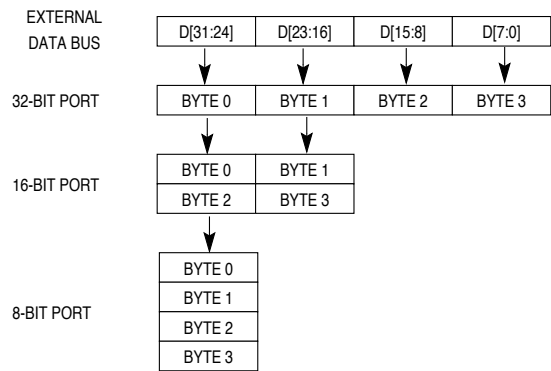 EXTERNAL
DATA BUS
D[31:24] D[23:16] D[15:8] D[7:0]
32-BIT PORT BYTE 0 BYTE 1 BYTE 2 BYTE 3
16-BIT PORT
BYTE 0 BYTE 1
BYTE 2 BYTE 3
8-BIT PORT
BYTE 0
BYTE 1
BYTE 2
BYTE 3